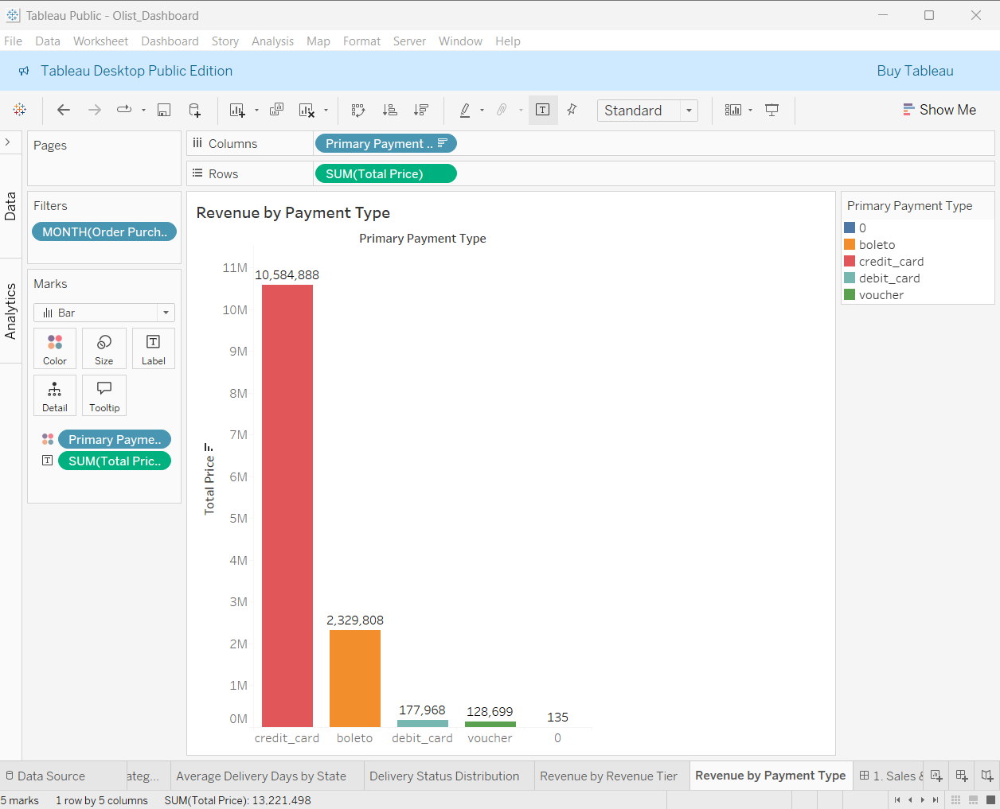 Tableau Public - Olist_Dashboard
File Data Worksheet Dashboard Story Analysis Map Format Server Window Help
Tableau Desktop Public Edition Buy Tableau
Standard Show Me
Data
Analytics
Pages
Filters
MONTH(Order Purch..
Marks
Bar
Color Size Label
Detail Tooltip
Primary Payme..
SUM(Total Pric..
Columns Primary Payment ..
Rows SUM(Total Price)
Revenue by Payment Type
Primary Payment Type
Total Price
11M
10M
9M
8M
7M
6M
5M
4M
3M
2M
1M
0M
10,584,888
2,329,808
177,968
128,699
135
credit_card boleto debit_card voucher 0
Primary Payment Type
0
boleto
credit_card
debit_card
voucher
Data Source ateg... Average Delivery Days by State Delivery Status Distribution Revenue by Revenue Tier Revenue by Payment Type 1. Sales &
5 marks 1 row by 5 columns SUM(Total Price): 13,221,498